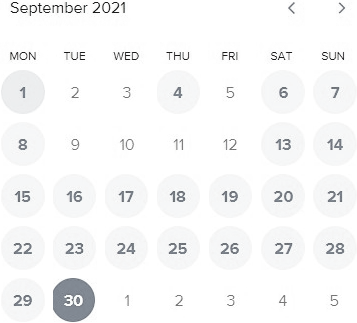 September 2021
MON TUE WED THU FRI SAT SUN
1 2 3 4 5 6 7
8 9 10 11 12 13 14
15 16 17 18 19 20 21
22 23 24 25 26 27 28
29 30 1 2 3 4 5